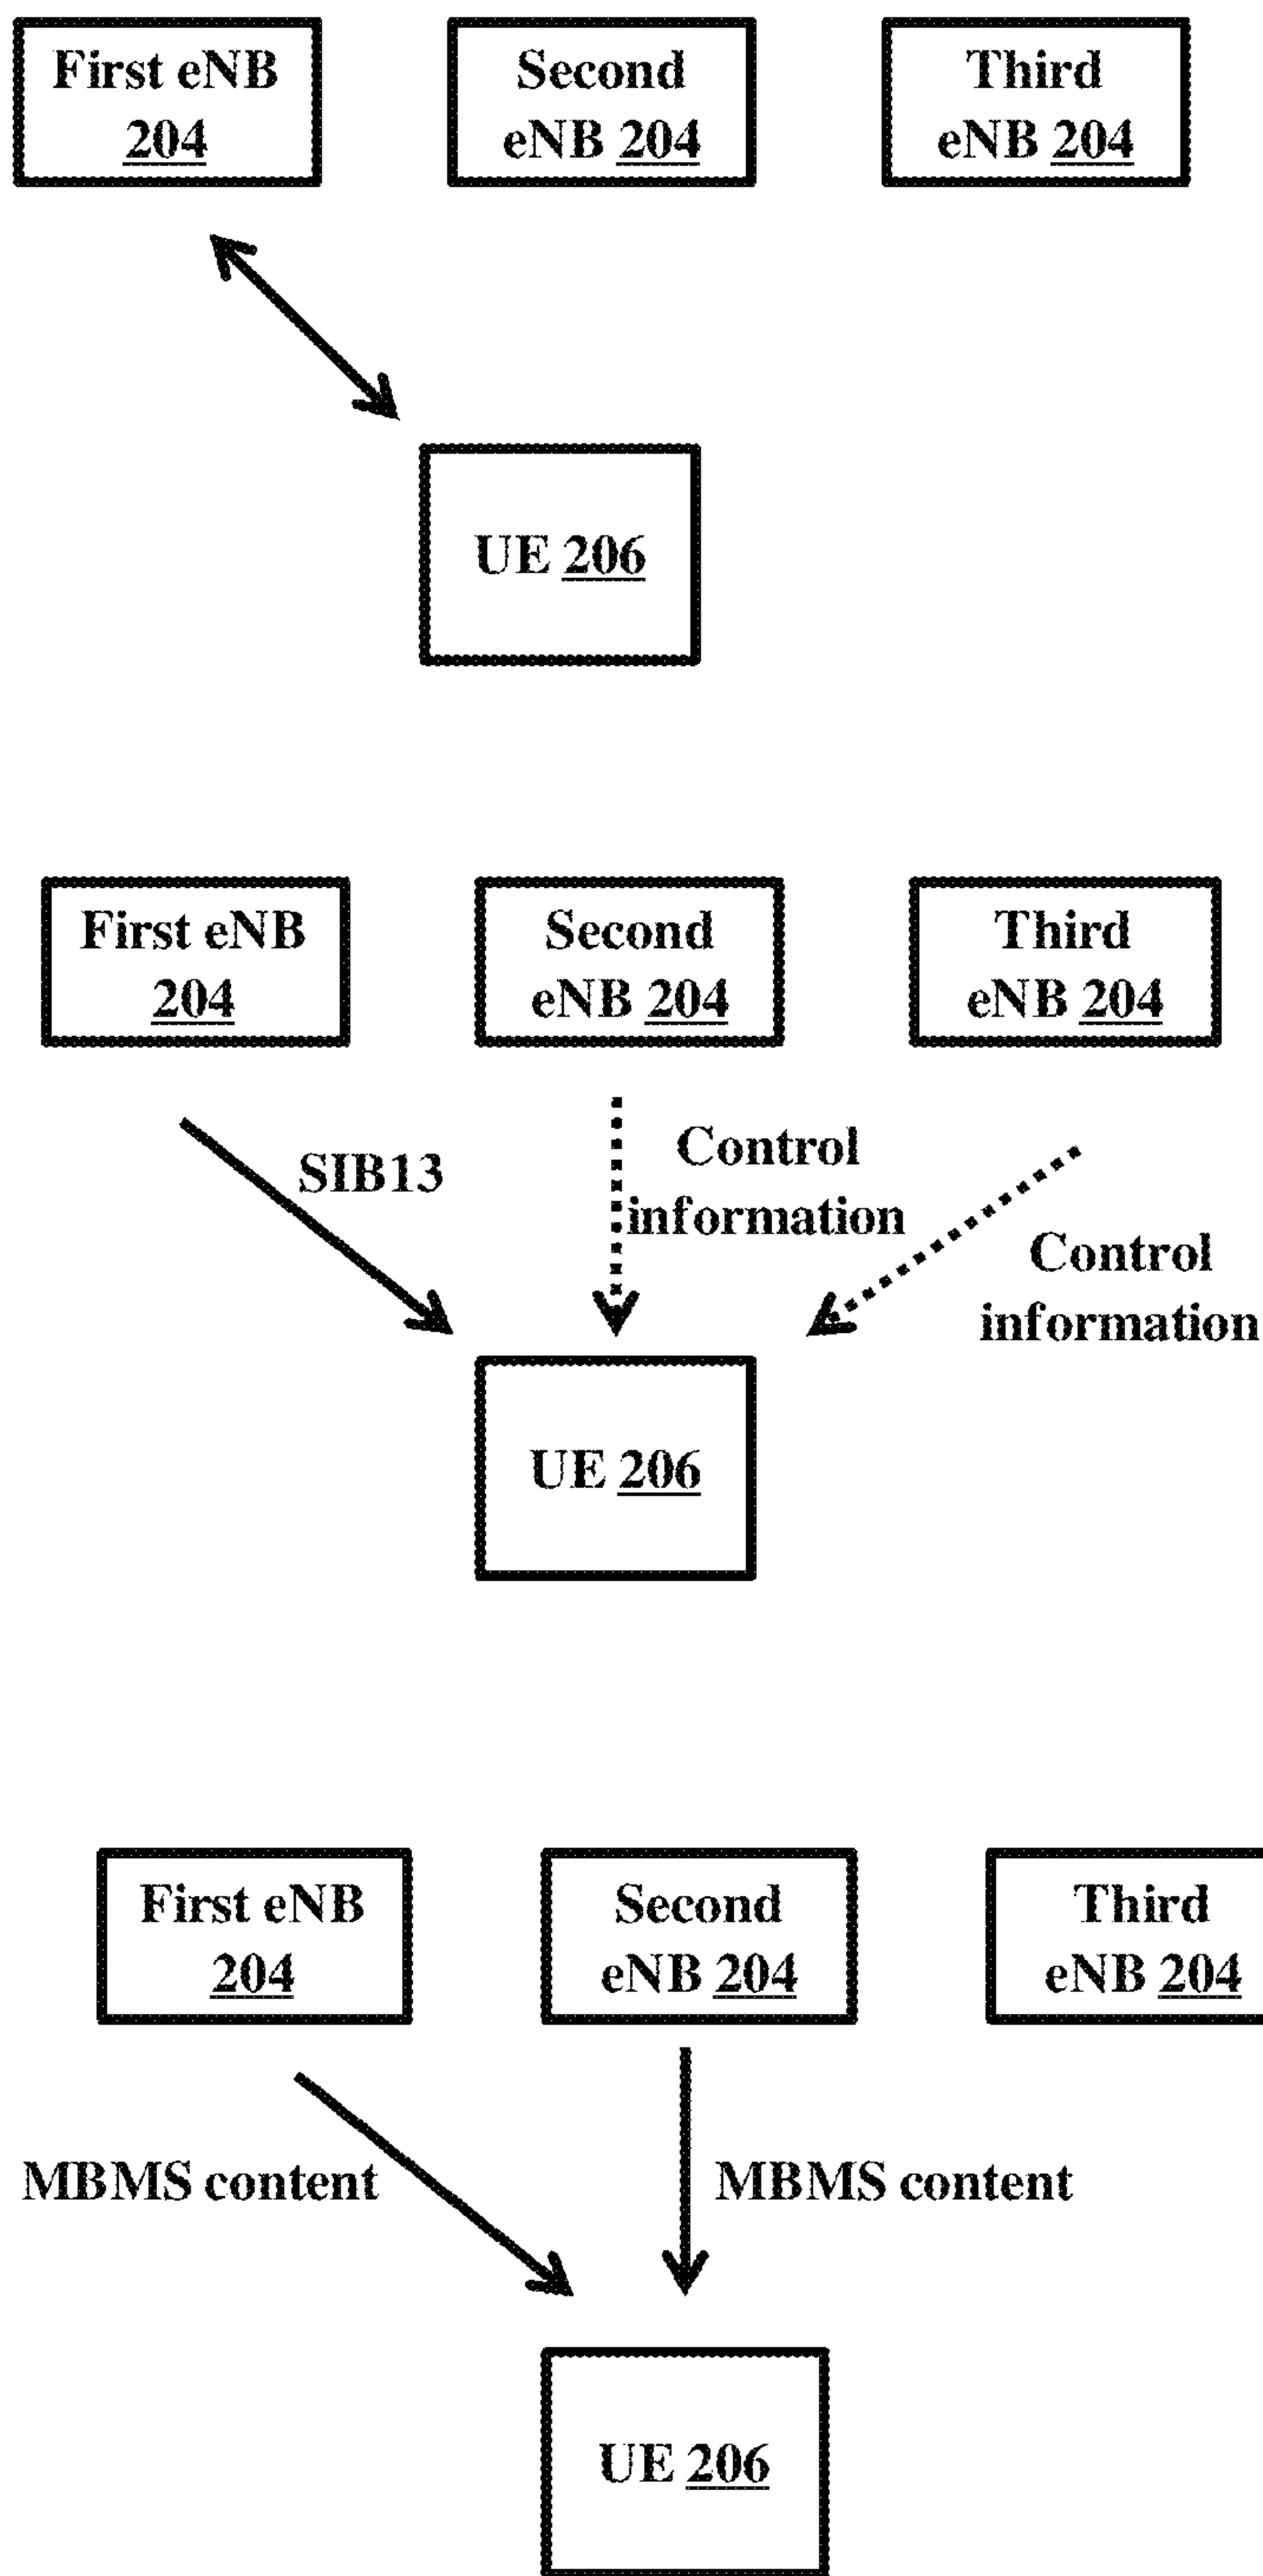 First eNB
204
Second
eNB 204
Third
eNB 204
UE 206
First eNB
204
Second
eNB 204
Third
eNB 204
SIB13
Control
information
Control
information
UE 206
First eNB
204
Second
eNB 204
Third
eNB 204
MBMS content
MBMS content
UE 206